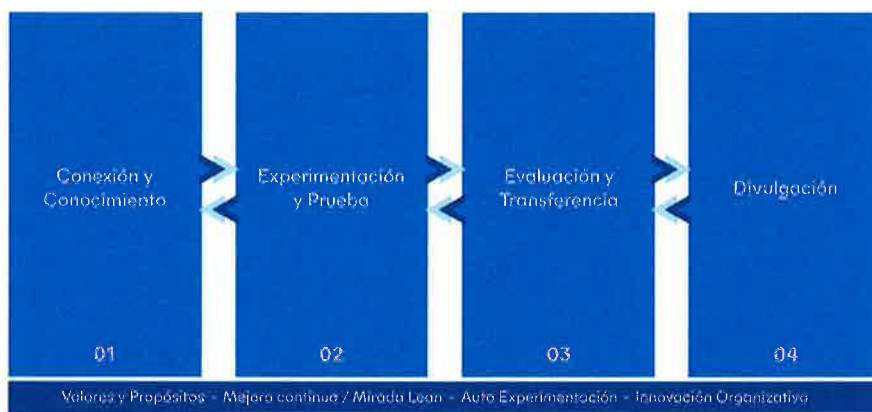 Conexión y
Conocimiento
01
Experimentación
y Prueba
02
Evaluación y
Transferencia
03
Divulgación
04
Valores y Propósitos - Mejora continua / Mirada Lean - Auto Experimentación - Innovación Organizativa